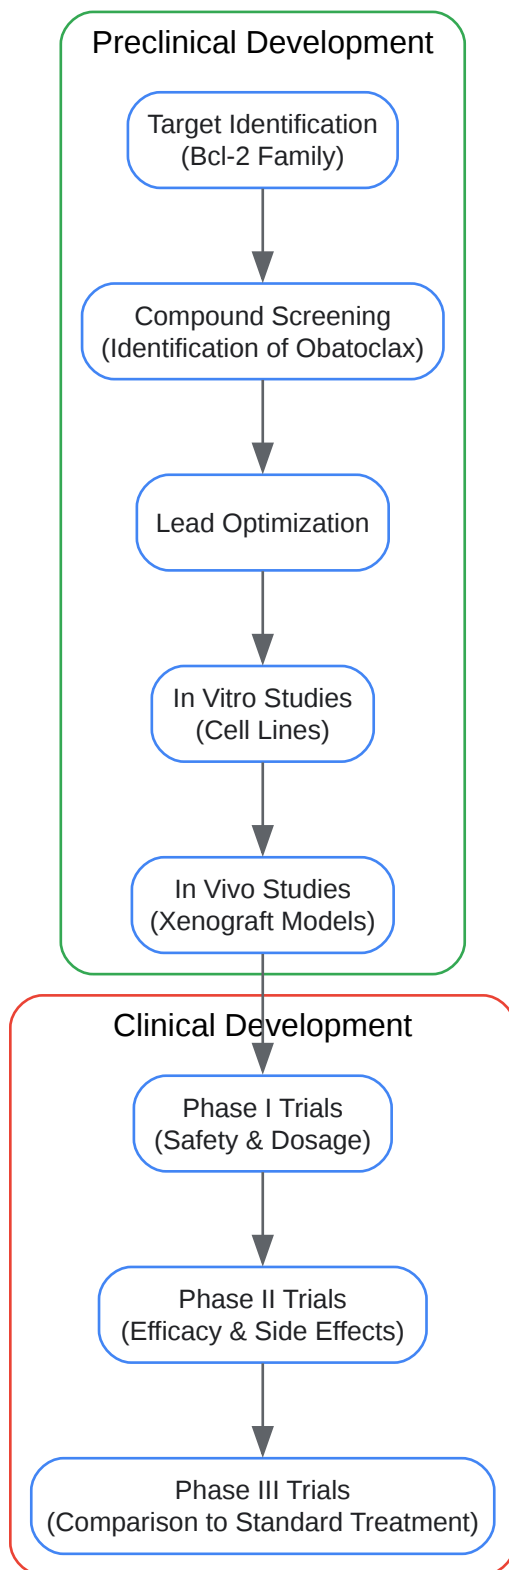 Preclinical Development
Target Identification
(Bcl-2 Family)
Compound Screening
(Identification of Obatoclax)
Lead Optimization
In Vitro Studies
(Cell Lines)
In Vivo Studies
(Xenograft Models)
Clinical Development
Phase I Trials
(Safety & Dosage)
Phase II Trials
(Efficacy & Side Effects)
Phase III Trials
(Comparison to Standard Treatment)